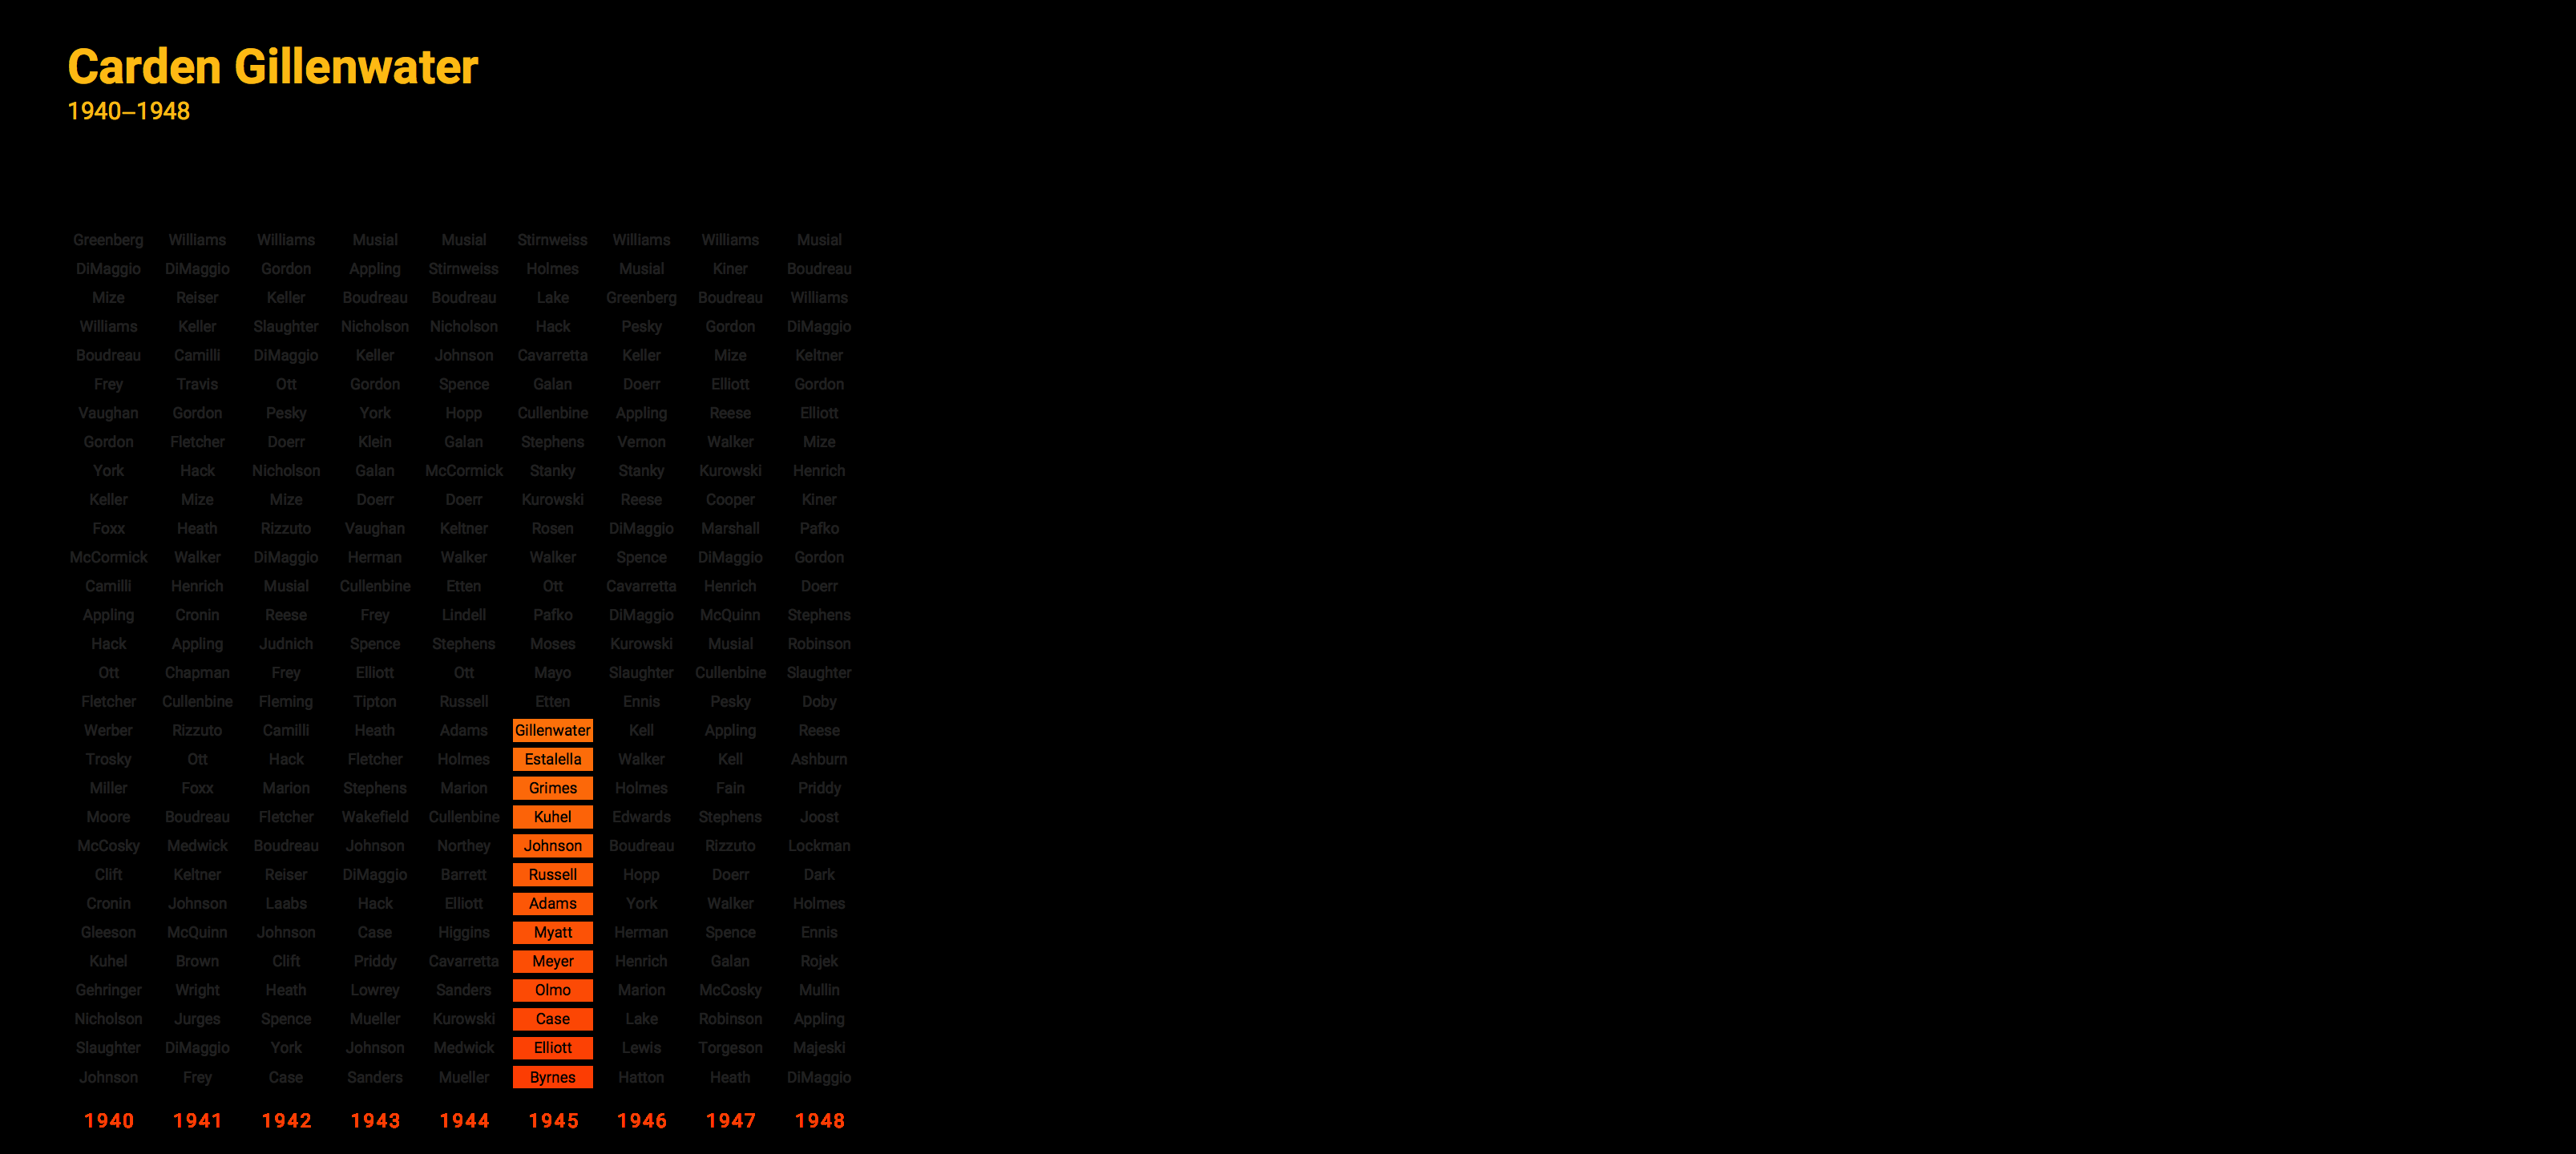 Carden Gillenwater
1940–1948
Greenberg Williams Williams Musial Musial Stirnweiss Williams Williams Musial
DiMaggio DiMaggio Gordon Appling Stirnweiss Holmes Musial Kiner Boudreau
Mize Reiser Keller Boudreau Boudreau Lake Greenberg Boudreau Williams
Williams Keller Slaughter Nicholson Nicholson Hack Pesky Gordon DiMaggio
Boudreau Camilli DiMaggio Keller Johnson Cavarretta Keller Mize Keltner
Frey Travis Ott Gordon Spence Galan Doerr Elliott Gordon
Vaughan Gordon Pesky York Hopp Cullenbine Appling Reese Elliott
Gordon Fletcher Doerr Klein Galan Stephens Vernon Walker Mize
York Hack Nicholson Galan McCormick Stanky Stanky Kurowski Henrich
Keller Mize Mize Doerr Doerr Kurowski Reese Cooper Kiner
Foxx Heath Rizzuto Vaughan Keltner Rosen DiMaggio Marshall Pafko
McCormick Walker DiMaggio Herman Walker Walker Spence DiMaggio Gordon
Camilli Henrich Musial Cullenbine Etten Ott Cavarretta Henrich Doerr
Appling Cronin Reese Frey Lindell Pafko DiMaggio McQuinn Stephens
Hack Appling Judnich Spence Stephens Moses Kurowski Musial Robinson
Ott Chapman Frey Elliott Ott Mayo Slaughter Cullenbine Slaughter
Fletcher Cullenbine Fleming Tipton Russell Etten Ennis Pesky Doby
Werber Rizzuto Camilli Heath Adams Gillenwater Kell Appling Reese
Trosky Ott Hack Fletcher Holmes Estalella Walker Kell Ashburn
Miller Foxx Marion Stephens Marion Grimes Holmes Fain Priddy
Moore Boudreau Fletcher Wakefield Cullenbine Kuhel Edwards Stephens Joost
McCosky Medwick Boudreau Johnson Northey Johnson Boudreau Rizzuto Lockman
Clift Keltner Reiser DiMaggio Barrett Russell Hopp Doerr Dark
Cronin Johnson Laabs Hack Elliott Adams York Walker Holmes
Gleeson McQuinn Johnson Case Higgins Myatt Herman Spence Ennis
Kuhel Brown Clift Priddy Cavarretta Meyer Henrich Galan Rojek
Gehringer Wright Heath Lowrey Sanders Olmo Marion McCosky Mullin
Nicholson Jurges Spence Mueller Kurowski Case Lake Robinson Appling
Slaughter DiMaggio York Johnson Medwick Elliott Lewis Torgeson Majeski
Johnson Frey Case Sanders Mueller Byrnes Hatton Heath DiMaggio
1940 1941 1942 1943 1944 1945 1946 1947 1948